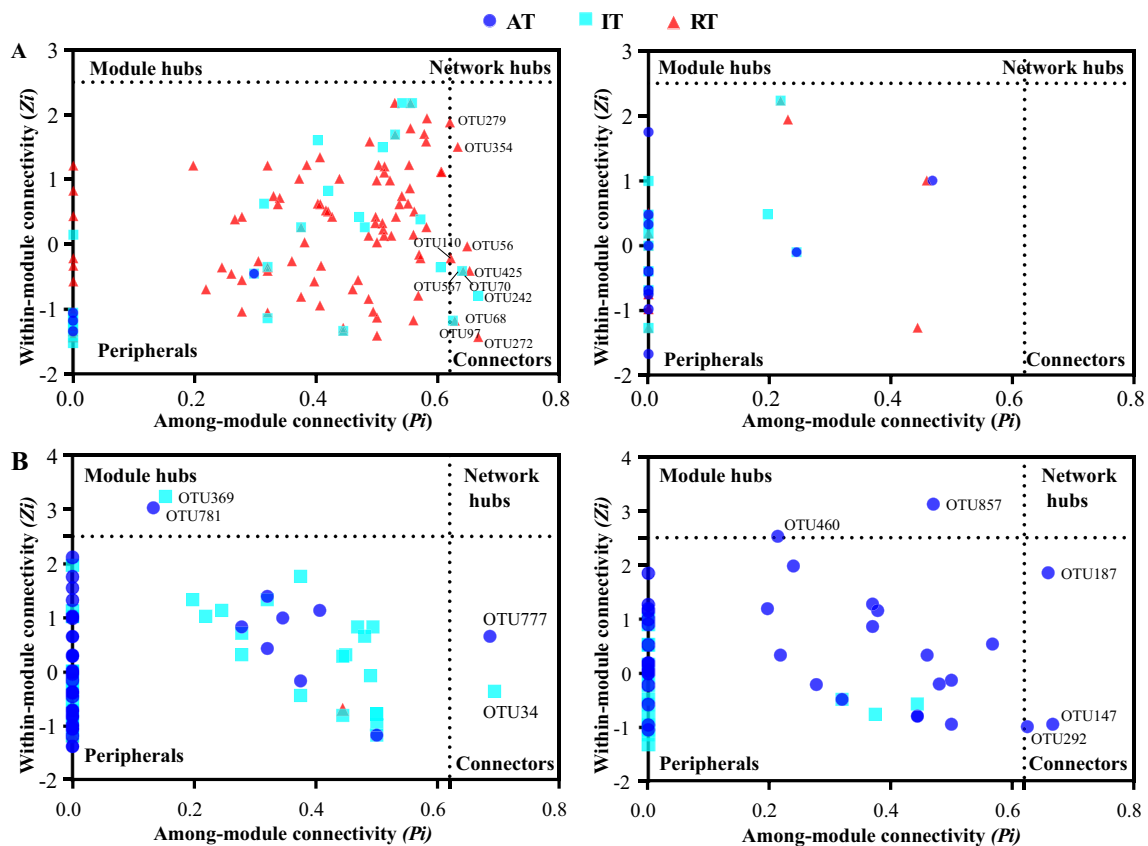 AT IT RT
A
3
2
1
0
-1
-2
Within-module connectivity (Zi)
Module hubs
Network hubs
OTU279
OTU354
OTU110
OTU56
OTU425
OTU567
OTU70
OTU242
OTU68
OTU97
OTU272
Peripherals
Connectors
0.0 0.2 0.4 0.6 0.8
Among-module connectivity (Pi)
3
2
1
0
-1
-2
Within-module connectivity (Zi)
Module hubs
Network hubs
Peripherals
Connectors
0.0 0.2 0.4 0.6 0.8
Among-module connectivity (Pi)
B
4
3
2
1
0
-1
-2
Within-module connectivity (Zi)
Module hubs
Network
hubs
OTU369
OTU781
OTU777
OTU34
Peripherals
Connectors
0.0 0.2 0.4 0.6 0.8
Among-module connectivity (Pi)
4
3
2
1
0
-1
-2
Within-module connectivity (Zi)
Module hubs
Network
hubs
OTU857
OTU460
OTU187
OTU147
OTU292
Peripherals
Connectors
0.0 0.2 0.4 0.6 0.8
Among-module connectivity (Pi)